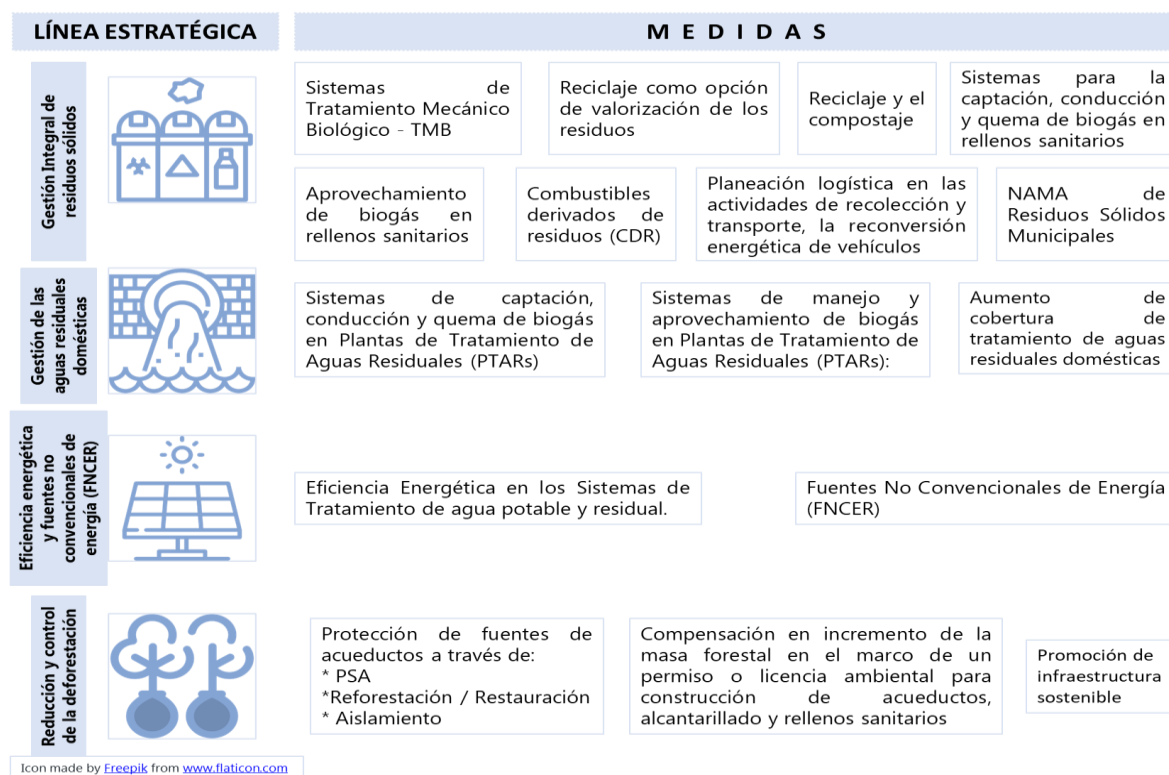 LÍNEA ESTRATÉGICA
M E D I D A S
Gestión Integral de
residuos sólidos
Sistemas de
Tratamiento Mecánico
Biológico - TMB
Reciclaje como opción
de valorización de los
residuos
Reciclaje y el
compostaje
Sistemas para la
captación, conducción
y quema de biogás en
rellenos sanitarios
Aprovechamiento
de biogás en
rellenos sanitarios
Combustibles
derivados de
residuos (CDR)
Planeación logística en las
actividades de recolección y
transporte, la reconversión
energética de vehículos
NAMA de
Residuos Sólidos
Municipales
Gestión de las
aguas residuales
domésticas
Sistemas de captación,
conducción y quema de biogás
en Plantas de Tratamiento de
Aguas Residuales (PTARs)
Sistemas de manejo y
aprovechamiento de biogás
en Plantas de Tratamiento de
Aguas Residuales (PTARs):
Aumento de
cobertura de
tratamiento de aguas
residuales domésticas
Eficiencia energética
y fuentes no
convencionales de
energía (FNCER)
Eficiencia Energética en los Sistemas de
Tratamiento de agua potable y residual.
Fuentes No Convencionales de Energía
(FNCER)
Reducción y control
de la deforestación
Protección de fuentes de
acueductos a través de:
* PSA
*Reforestación / Restauración
* Aislamiento
Compensación en incremento de la
masa forestal en el marco de un
permiso o licencia ambiental para
construcción de acueductos,
alcantarillado y rellenos sanitarios
Promoción de
infraestructura
sostenible
Icon made by Freepik from www.flaticon.com